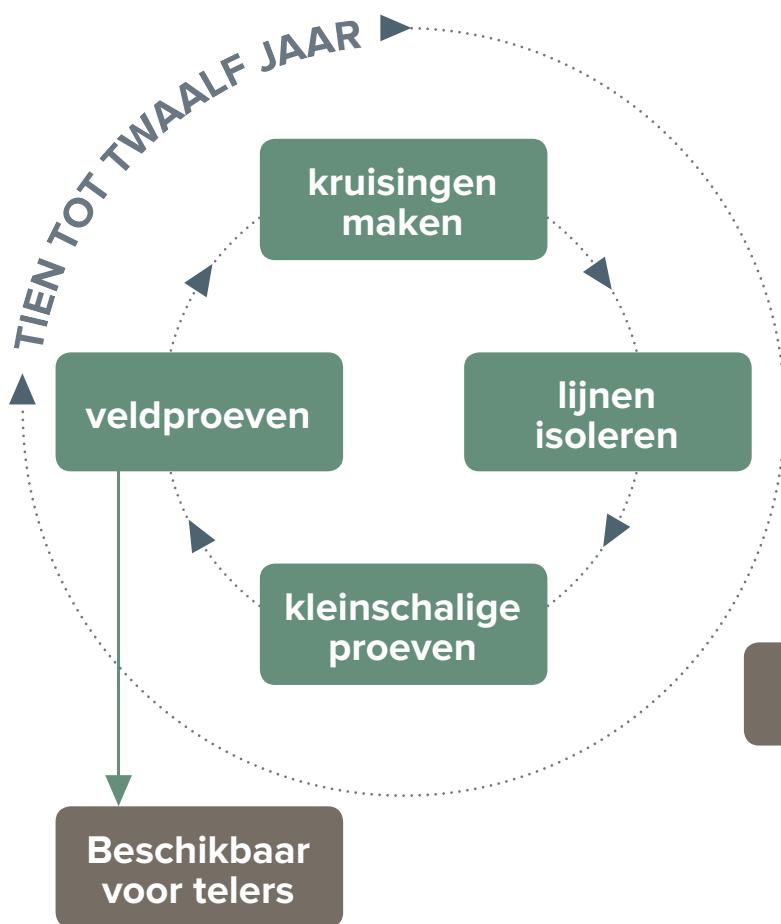 TIEN TOT TWAALF JAAR
kruisingen
maken
veldproeven
lijnen
isoleren
kleinschalige
proeven
Beschikbaar
voor telers